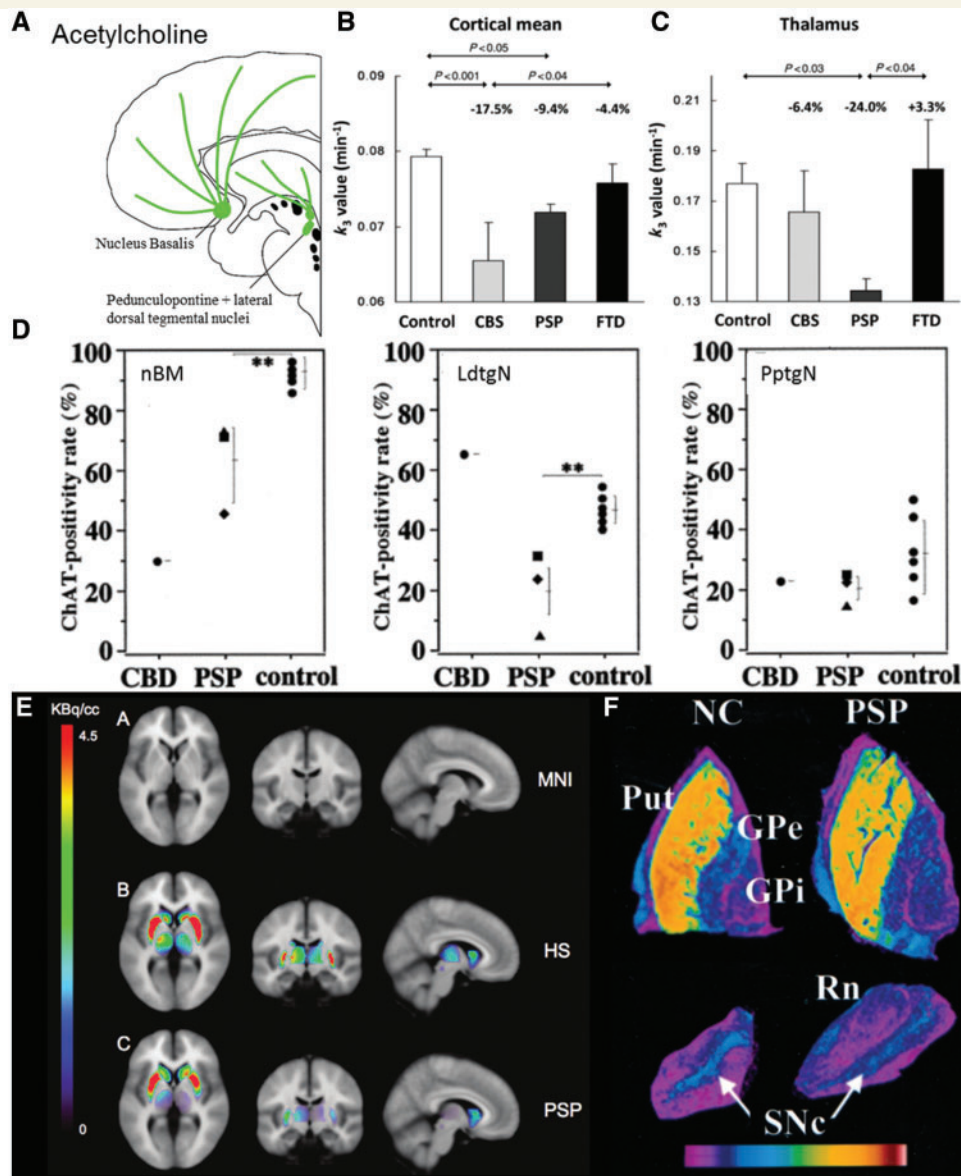 A
Acetylcholine
Nucleus Basalis
Pedunculopontine + lateral
dorsal tegmental nuclei
B
Cortical mean
P<0.05
P<0.001
P<0.04
-17.5%
-9.4%
-4.4%
0.09
0.08
0.07
0.06
k3 value (min⁻¹)
Control
CBS
PSP
FTD
C
Thalamus
P<0.03
P<0.04
-6.4%
-24.0%
+3.3%
0.21
0.19
0.17
0.15
0.13
k3 value (min⁻¹)
Control
CBS
PSP
FTD
D
nBM
**
100
80
60
40
20
0
ChAT-positivity rate (%)
CBD
PSP
control
LdtgN
**
100
80
60
40
20
0
ChAT-positivity rate (%)
CBD
PSP
control
PptgN
100
80
60
40
20
0
ChAT-positivity rate (%)
CBD
PSP
control
E
KBq/cc
4.5
0
A
MNI
B
HS
C
PSP
F
NC
PSP
Put
GPe
GPi
Rn
SNc